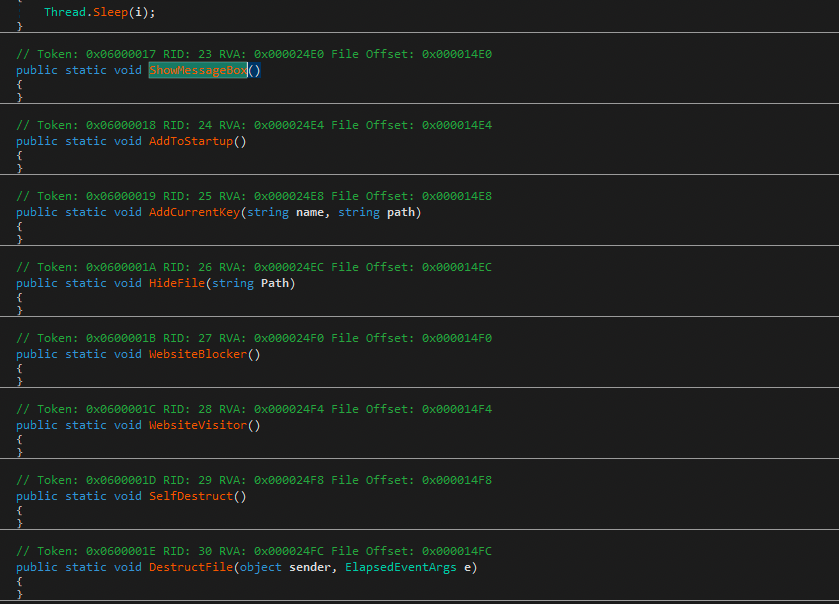 Thread.Sleep(i);
}
// Token: 0x06000017 RID: 23 RVA: 0x000024E0 File Offset: 0x000014E0
public static void ShowMessageBox()
{
}
// Token: 0x06000018 RID: 24 RVA: 0x000024E4 File Offset: 0x000014E4
public static void AddToStartup()
{
}
// Token: 0x06000019 RID: 25 RVA: 0x000024E8 File Offset: 0x000014E8
public static void AddCurrentKey(string name, string path)
{
}
// Token: 0x0600001A RID: 26 RVA: 0x000024EC File Offset: 0x000014EC
public static void HideFile(string Path)
{
}
// Token: 0x0600001B RID: 27 RVA: 0x000024F0 File Offset: 0x000014F0
public static void WebsiteBlocker()
{
}
// Token: 0x0600001C RID: 28 RVA: 0x000024F4 File Offset: 0x000014F4
public static void WebsiteVisitor()
{
}
// Token: 0x0600001D RID: 29 RVA: 0x000024F8 File Offset: 0x000014F8
public static void SelfDestruct()
{
}
// Token: 0x0600001E RID: 30 RVA: 0x000024FC File Offset: 0x000014FC
public static void DestructFile(object sender, ElapsedEventArgs e)
{
}